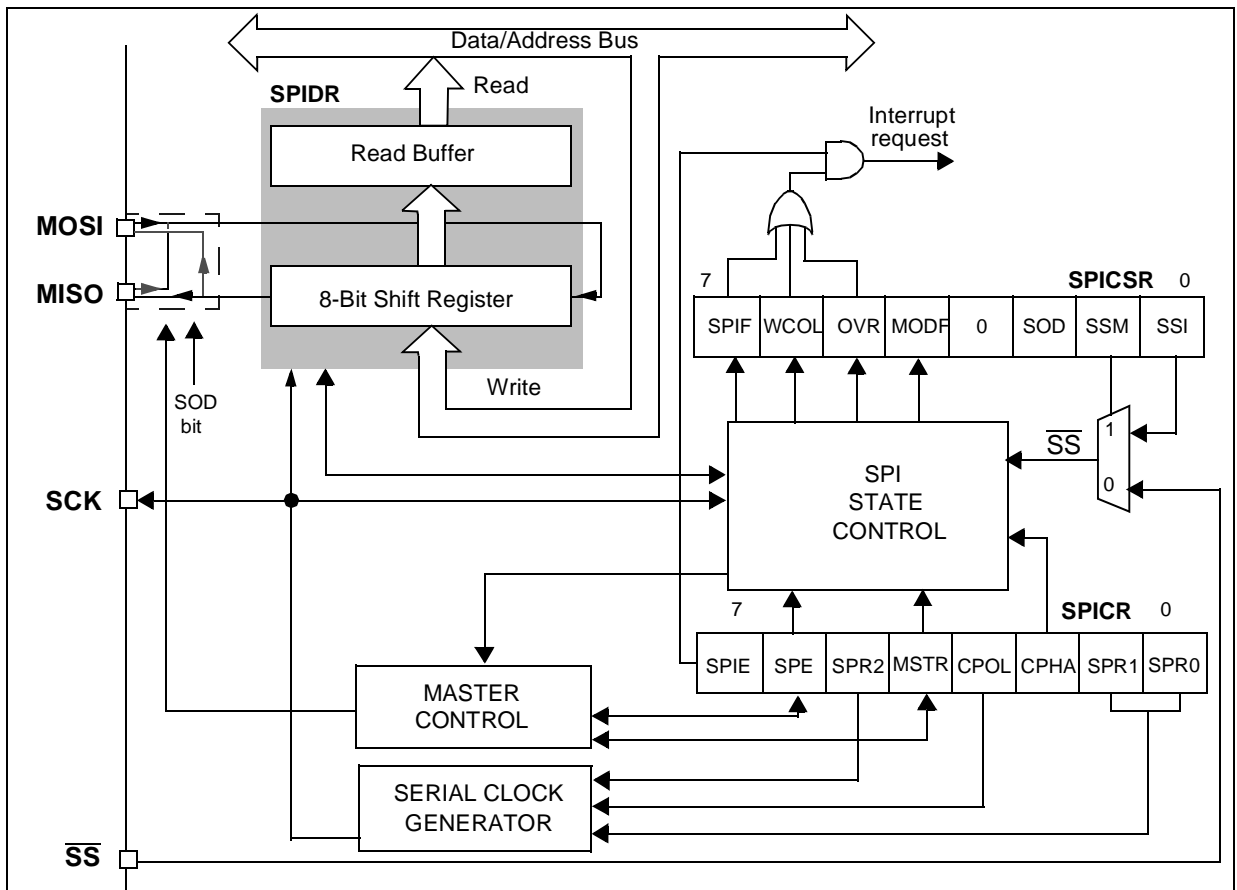 Data/Address Bus
Read
SPIDR
Read Buffer
Interrupt
request
MOSI
MISO
8-Bit Shift Register
7 SPICSR 0
SPIF WCOL OVR MODF 0 SOD SSM SSI
Write
SOD
bit
1
SS
0
SCK
SPI
STATE
CONTROL
7 SPICR 0
SPIE SPE SPR2 MSTR CPOL CPHA SPR1 SPR0
MASTER
CONTROL
SERIAL CLOCK
GENERATOR
SS